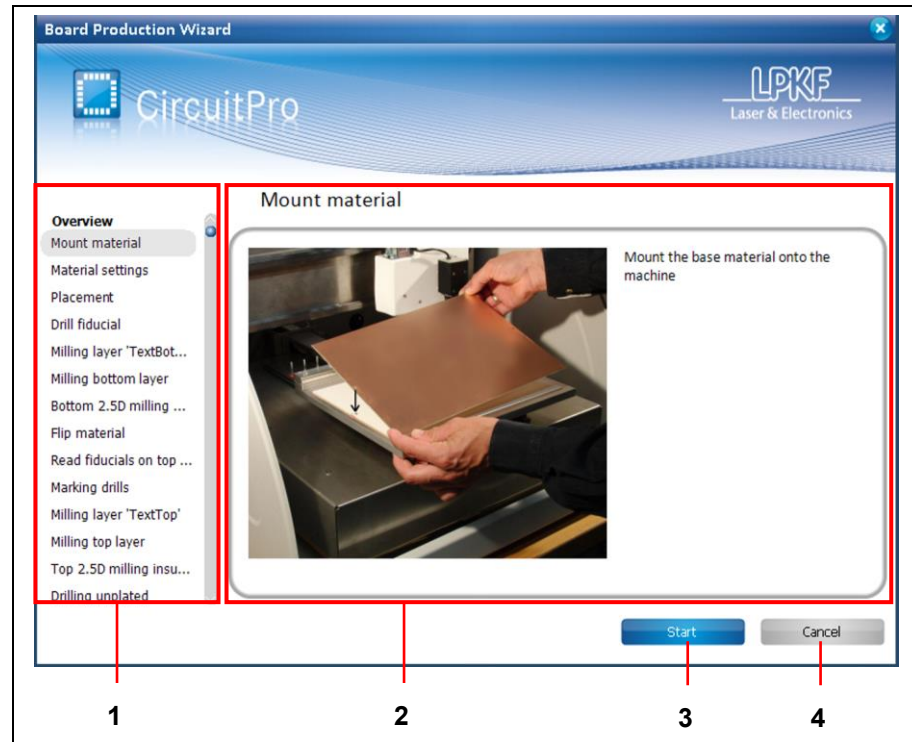 Board Production Wizard
CircuitPro
LPKF
Laser & Electronics
Overview
Mount material
Material settings
Placement
Drill fiducial
Milling layer 'TextBot...
Milling bottom layer
Bottom 2.5D milling ...
Flip material
Read fiducials on top ...
Marking drills
Milling layer 'TextTop'
Milling top layer
Top 2.5D milling insu...
Drilling unplated
Mount material
Mount the base material onto the
machine
Start
Cancel
1
2
3
4